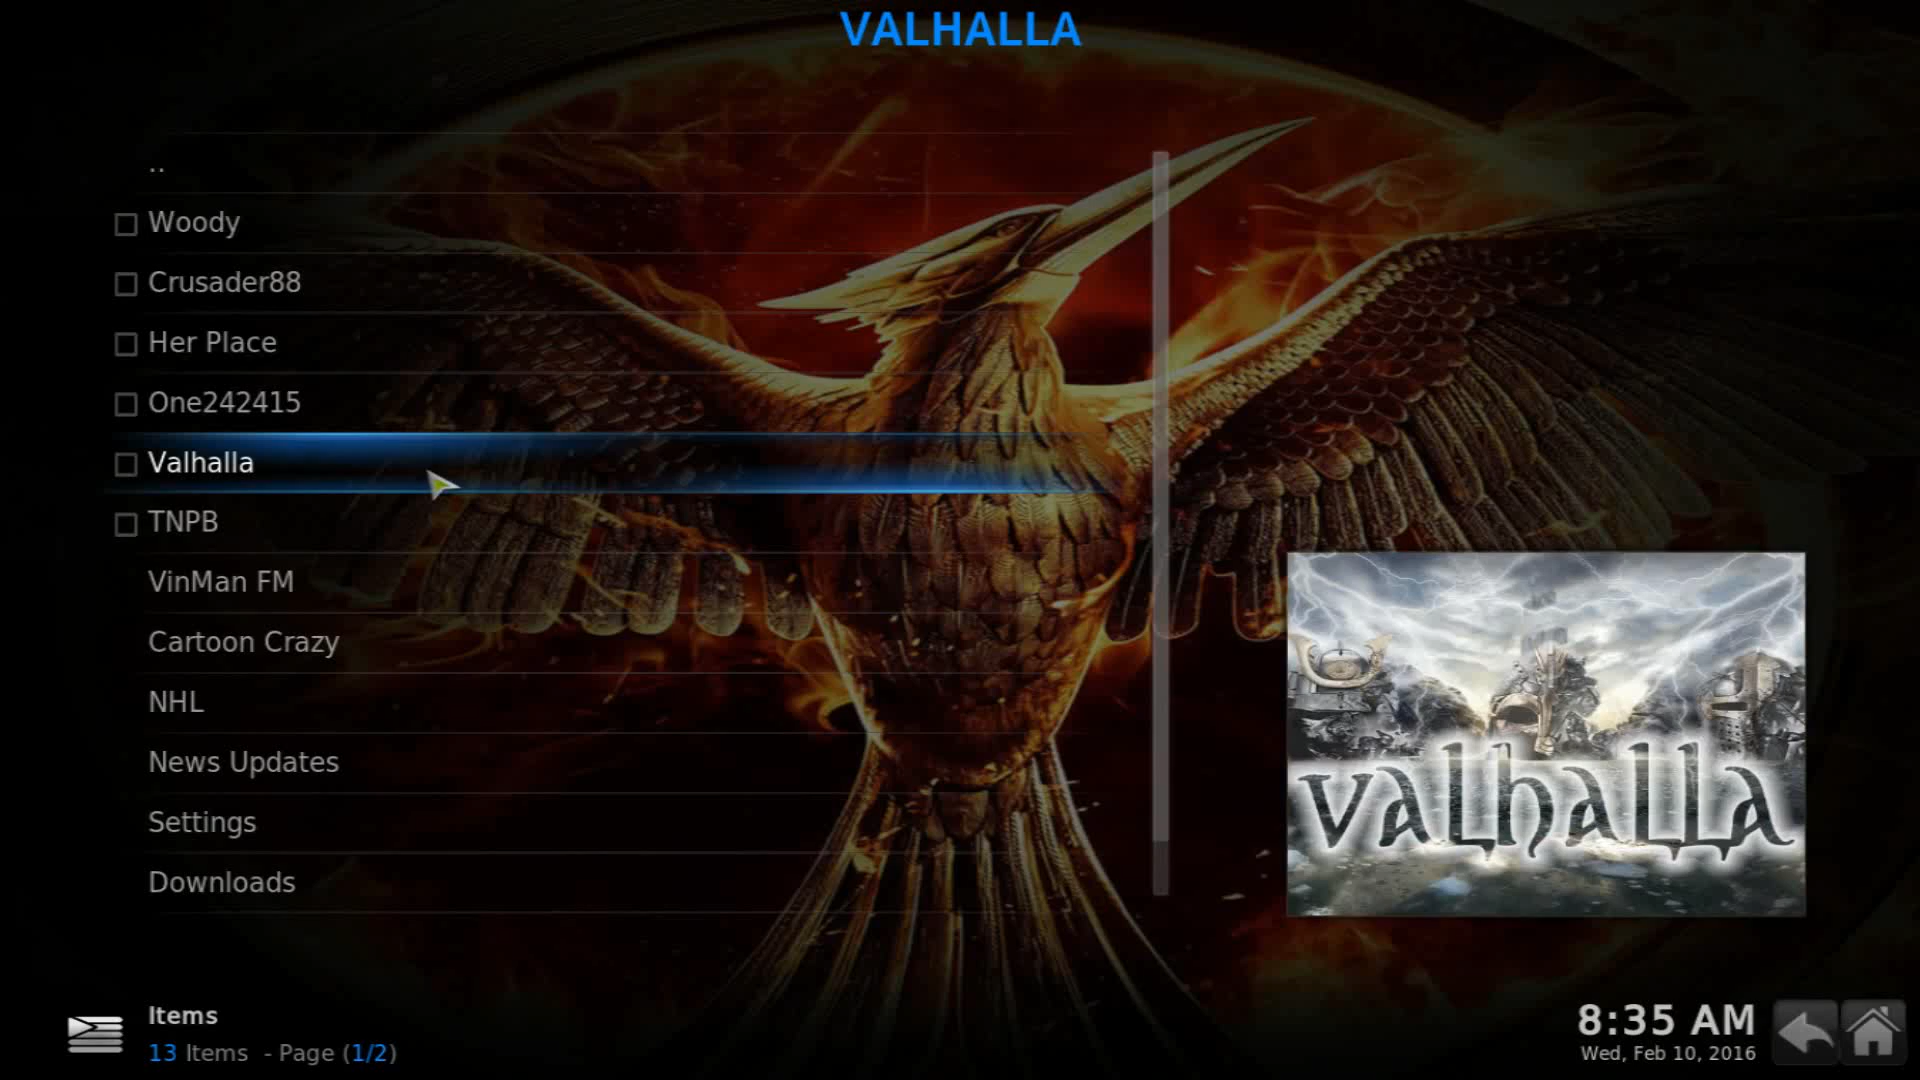 VALHALLA
..
Woody
Crusader88
Her Place
One242415
Valhalla
TNPB
VinMan FM
Cartoon Crazy
NHL
News Updates
Settings
Downloads
valhalla
Items
13 Items - Page (1/2)
8:35 AM
Wed, Feb 10, 2016